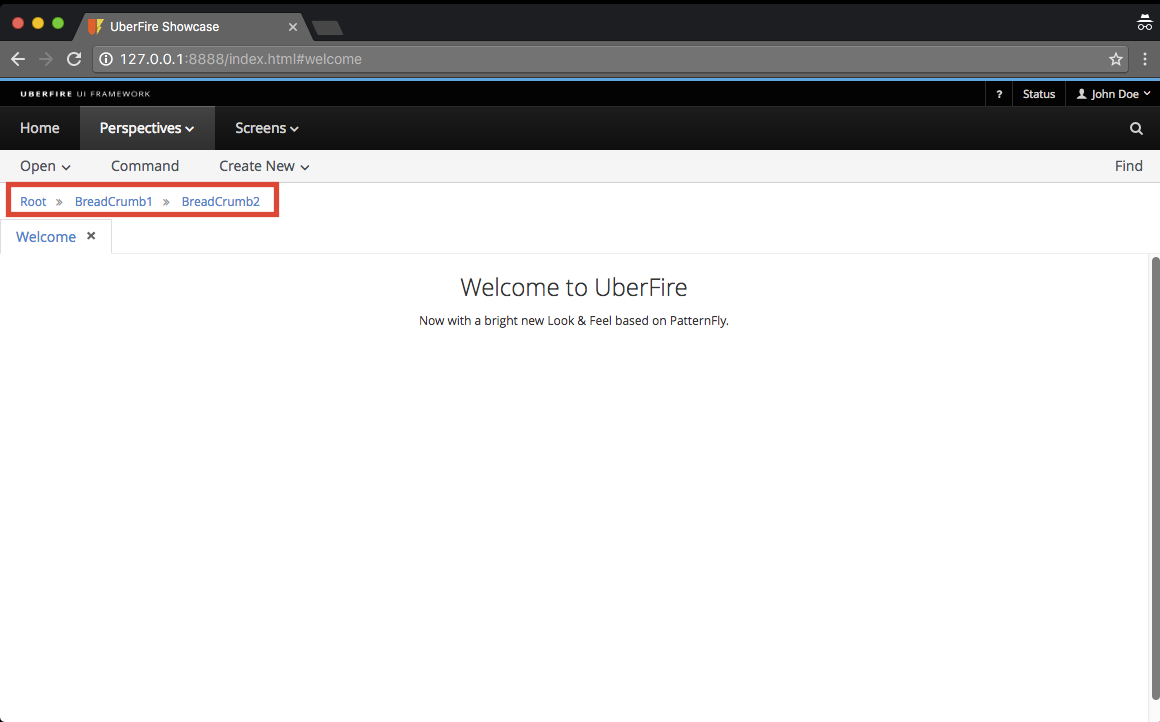 UberFire Showcase
127.0.0.1:8888/index.html#welcome
UBERFIRE UI FRAMEWORK ? Status John Doe
Home Perspectives Screens
Open Command Create New Find
Root » BreadCrumb1 » BreadCrumb2
Welcome ×
Welcome to UberFire
Now with a bright new Look & Feel based on PatternFly.